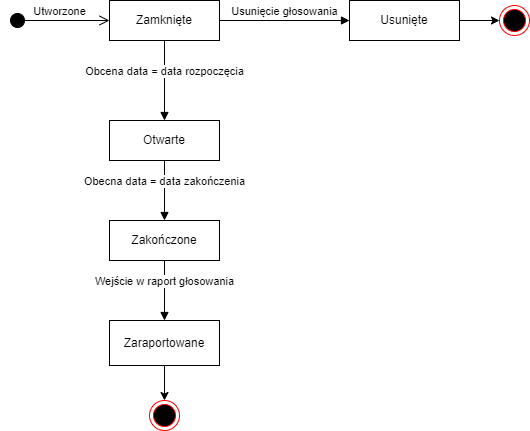 Utworzone
Zamknięte
Usunięcie głosowania
Usunięte
Obcena data = data rozpoczęcia
Otwarte
Obecna data = data zakończenia
Zakończone
Wejście w raport głosowania
Zaraportowane